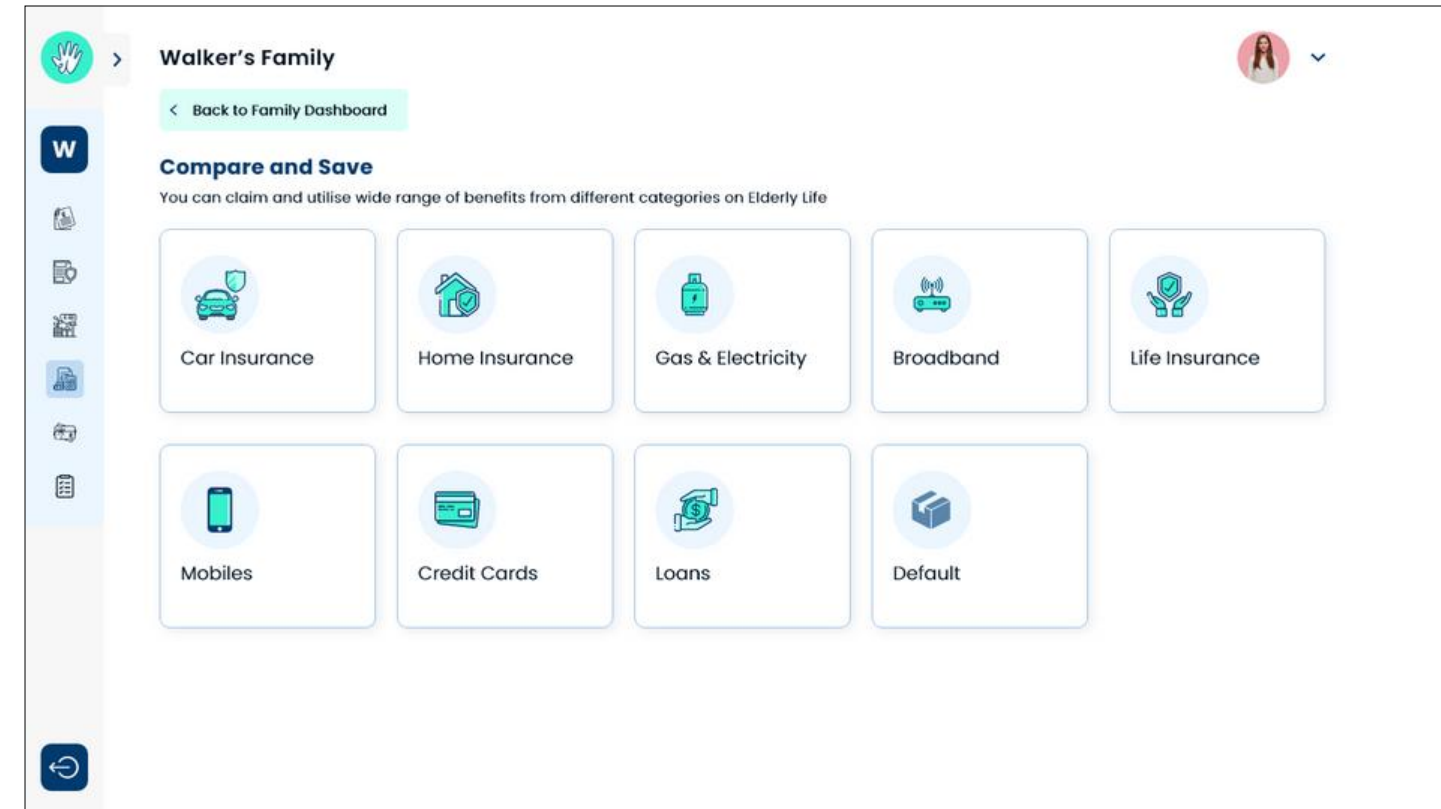 Walker's Family
Back to Family Dashboard
W
Compare and Save
You can claim and utilise wide range of benefits from different categories on Elderly Life
Car Insurance
Home Insurance
Gas & Electricity
Broadband
Life Insurance
Mobiles
Credit Cards
Loans
Default